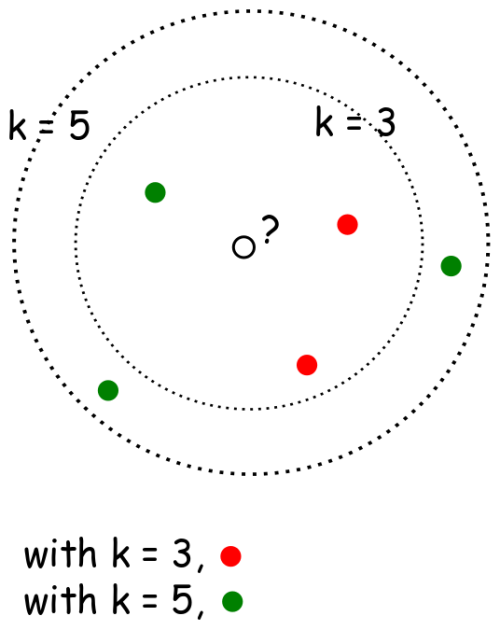 k = 5
k = 3
?
with k = 3,
with k = 5,